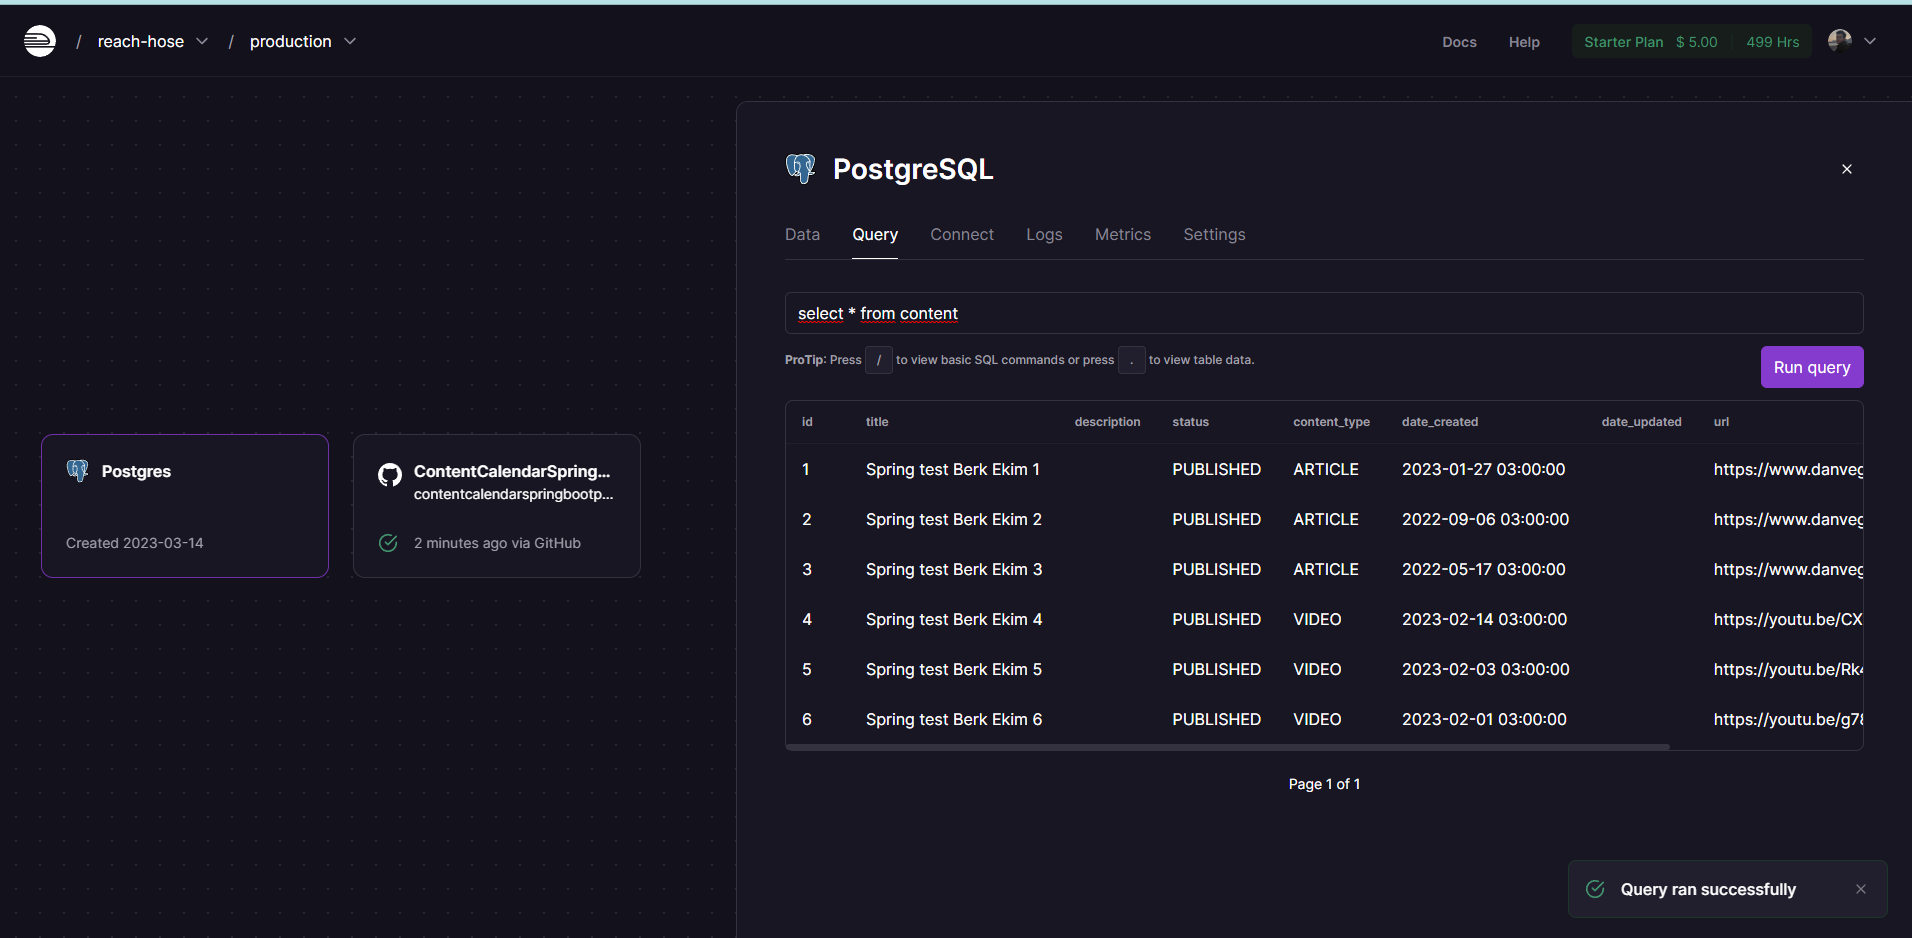 / reach-hose / production
Docs Help Starter Plan $ 5.00 499 Hrs
PostgreSQL
Data Query Connect Logs Metrics Settings
select * from content
ProTip: Press / to view basic SQL commands or press . to view table data.
Run query
id title description status content_type date_created date_updated url
1 Spring test Berk Ekim 1 PUBLISHED ARTICLE 2023-01-27 03:00:00 https://www.danveg
2 Spring test Berk Ekim 2 PUBLISHED ARTICLE 2022-09-06 03:00:00 https://www.danveg
3 Spring test Berk Ekim 3 PUBLISHED ARTICLE 2022-05-17 03:00:00 https://www.danveg
4 Spring test Berk Ekim 4 PUBLISHED VIDEO 2023-02-14 03:00:00 https://youtu.be/CX
5 Spring test Berk Ekim 5 PUBLISHED VIDEO 2023-02-03 03:00:00 https://youtu.be/Rk4
6 Spring test Berk Ekim 6 PUBLISHED VIDEO 2023-02-01 03:00:00 https://youtu.be/g78
Page 1 of 1
Postgres
Created 2023-03-14
ContentCalendarSpring...
contentcalendarspringbootp...
2 minutes ago via GitHub
Query ran successfully